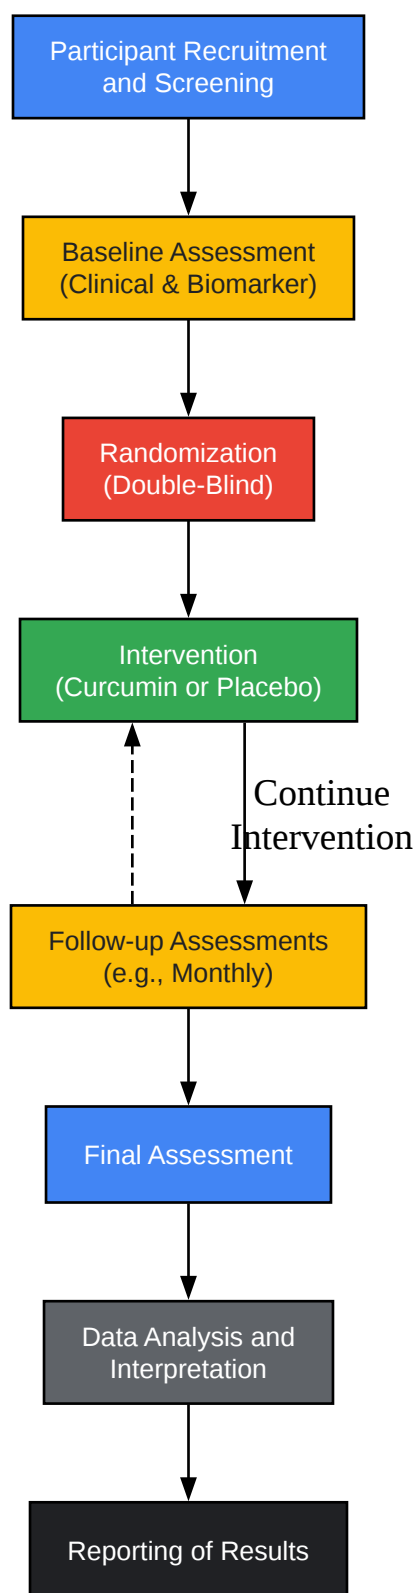 Participant Recruitment
and Screening
Baseline Assessment
(Clinical & Biomarker)
Randomization
(Double-Blind)
Intervention
(Curcumin or Placebo)
Continue
Intervention
Follow-up Assessments
(e.g., Monthly)
Final Assessment
Data Analysis and
Interpretation
Reporting of Results